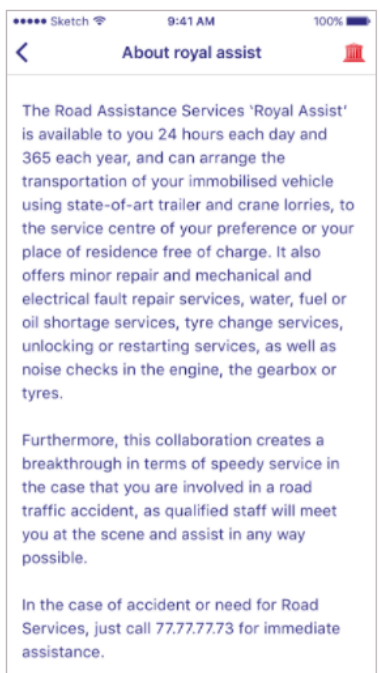 ●●●●● Sketch 9:41 AM 100%
About royal assist
The Road Assistance Services ‘Royal Assist’
is available to you 24 hours each day and
365 each year, and can arrange the
transportation of your immobilised vehicle
using state-of-art trailer and crane lorries, to
the service centre of your preference or your
place of residence free of charge. It also
offers minor repair and mechanical and
electrical fault repair services, water, fuel or
oil shortage services, tyre change services,
unlocking or restarting services, as well as
noise checks in the engine, the gearbox or
tyres.
Furthermore, this collaboration creates a
breakthrough in terms of speedy service in
the case that you are involved in a road
traffic accident, as qualified staff will meet
you at the scene and assist in any way
possible.
In the case of accident or need for Road
Services, just call 77.77.77.73 for immediate
assistance.